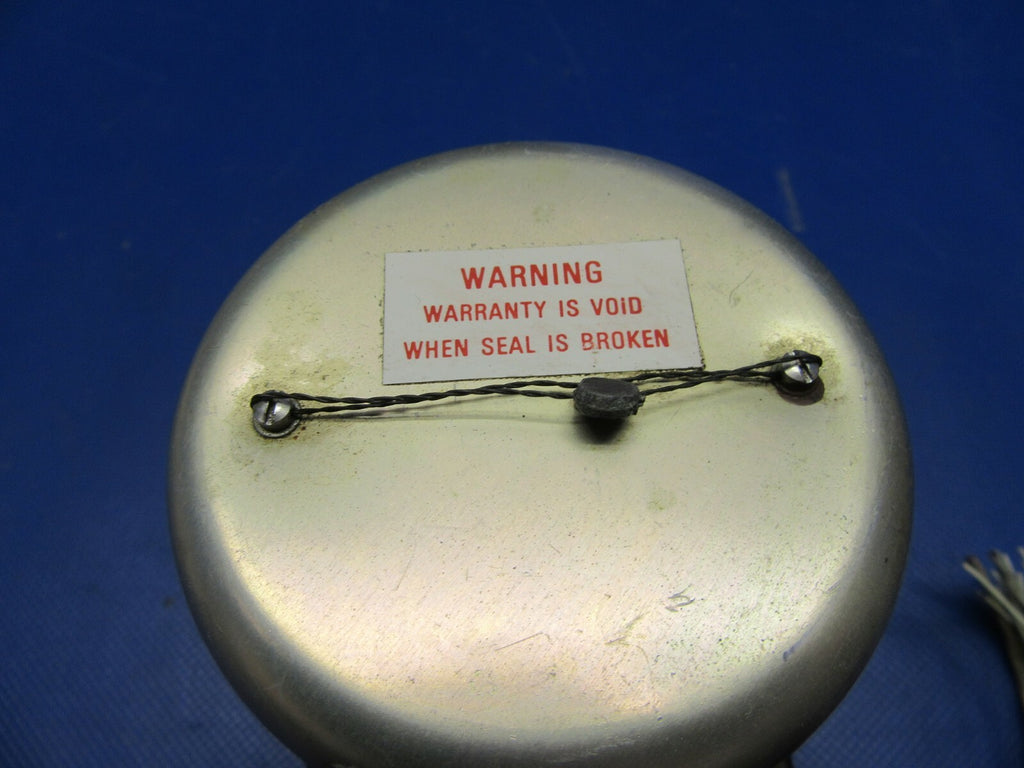 WARNING
WARRANTY IS VOID
WHEN SEAL IS BROKEN